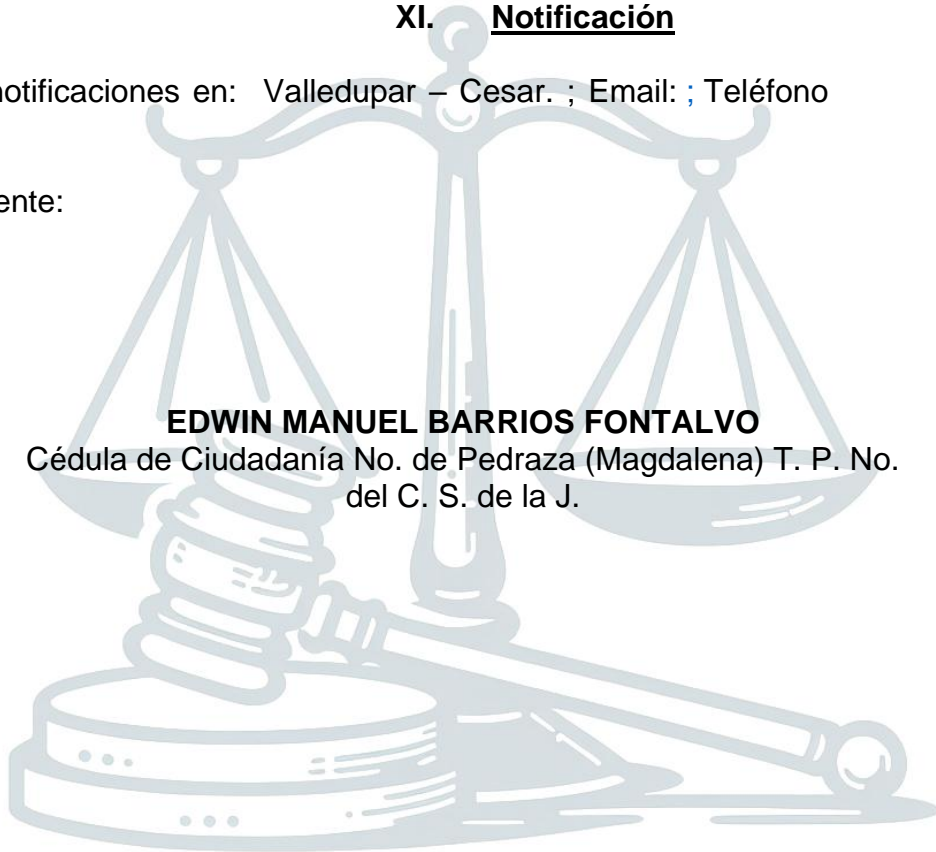 XI. Notificación
notificaciones en: Valledupar – Cesar. ; Email: ; Teléfono
ente:
EDWIN MANUEL BARRIOS FONTALVO
Cédula de Ciudadanía No. de Pedraza (Magdalena) T. P. No.
del C. S. de la J.